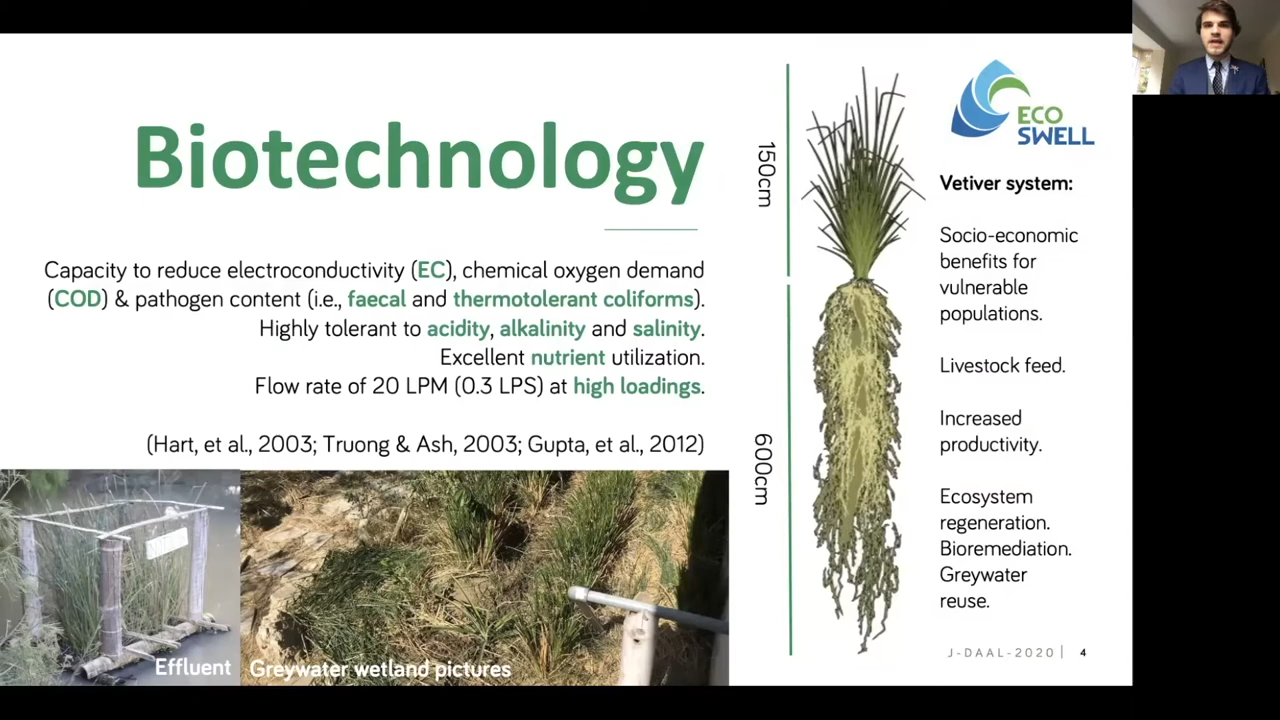 Biotechnology
Capacity to reduce electroconductivity (EC), chemical oxygen demand
(COD) & pathogen content (i.e., faecal and thermotolerant coliforms).
Highly tolerant to acidity, alkalinity and salinity.
Excellent nutrient utilization.
Flow rate of 20 LPM (0.3 LPS) at high loadings.
(Hart, et al., 2003; Truong & Ash, 2003; Gupta, et al., 2012)
Effluent
Greywater wetland pictures
150cm
600cm
ECO
SWELL
Vetiver system:
Socio-economic
benefits for
vulnerable
populations.
Livestock feed.
Increased
productivity.
Ecosystem
regeneration.
Bioremediation.
Greywater
reuse.
J-DAAL-2020 | 4